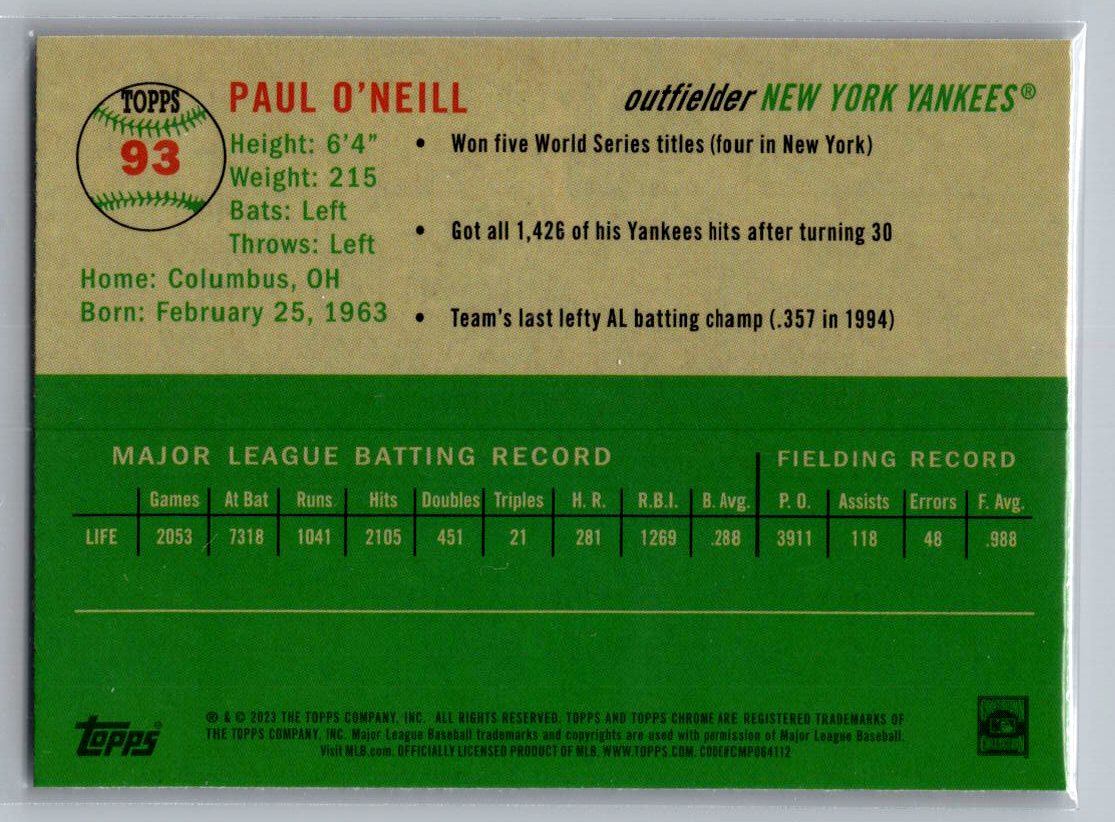 TOPPS
93
PAUL O'NEILL
outfielder NEW YORK YANKEES®
Height: 6'4"
Weight: 215
Bats: Left
Throws: Left
Home: Columbus, OH
Born: February 25, 1963
• Won five World Series titles (four in New York)
• Got all 1,426 of his Yankees hits after turning 30
• Team's last lefty AL batting champ (.357 in 1994)
MAJOR LEAGUE BATTING RECORD FIELDING RECORD
Games At Bat Runs Hits Doubles Triples H. R. R.B.I. B. Avg. P. O. Assists Errors F. Avg.
LIFE 2053 7318 1041 2105 451 21 281 1269 .288 3911 118 48 .988
Topps
® & © 2023 THE TOPPS COMPANY, INC. ALL RIGHTS RESERVED. TOPPS AND TOPPS CHROME ARE REGISTERED TRADEMARKS OF
THE TOPPS COMPANY, INC. Major League Baseball trademarks and copyrights are used with permission of Major League Baseball.
Visit MLB.com. OFFICIALLY LICENSED PRODUCT OF MLB. WWW.TOPPS.COM. CODE#CMP064112